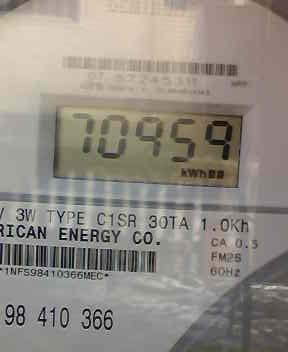 70959
kWh
/ 3W TYPE C1SR 30TA 1.0Kh
RICAN ENERGY CO.
CA 0.5
FM2S
60Hz
*1NFS98410366MEC*
98 410 366